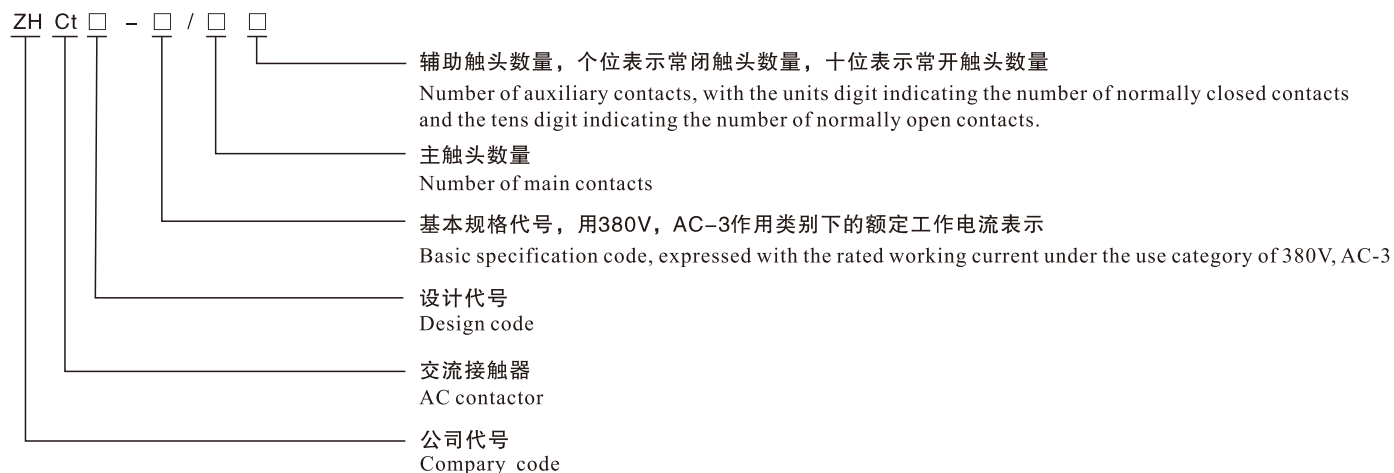 ZH Ct □ – □ / □ □
辅助触头数量，个位表示常闭触头数量，十位表示常开触头数量
Number of auxiliary contacts, with the units digit indicating the number of normally closed contacts
and the tens digit indicating the number of normally open contacts.
主触头数量
Number of main contacts
基本规格代号，用380V，AC–3作用类别下的额定工作电流表示
Basic specification code, expressed with the rated working current under the use category of 380V, AC-3
设计代号
Design code
交流接触器
AC contactor
公司代号
Compary code